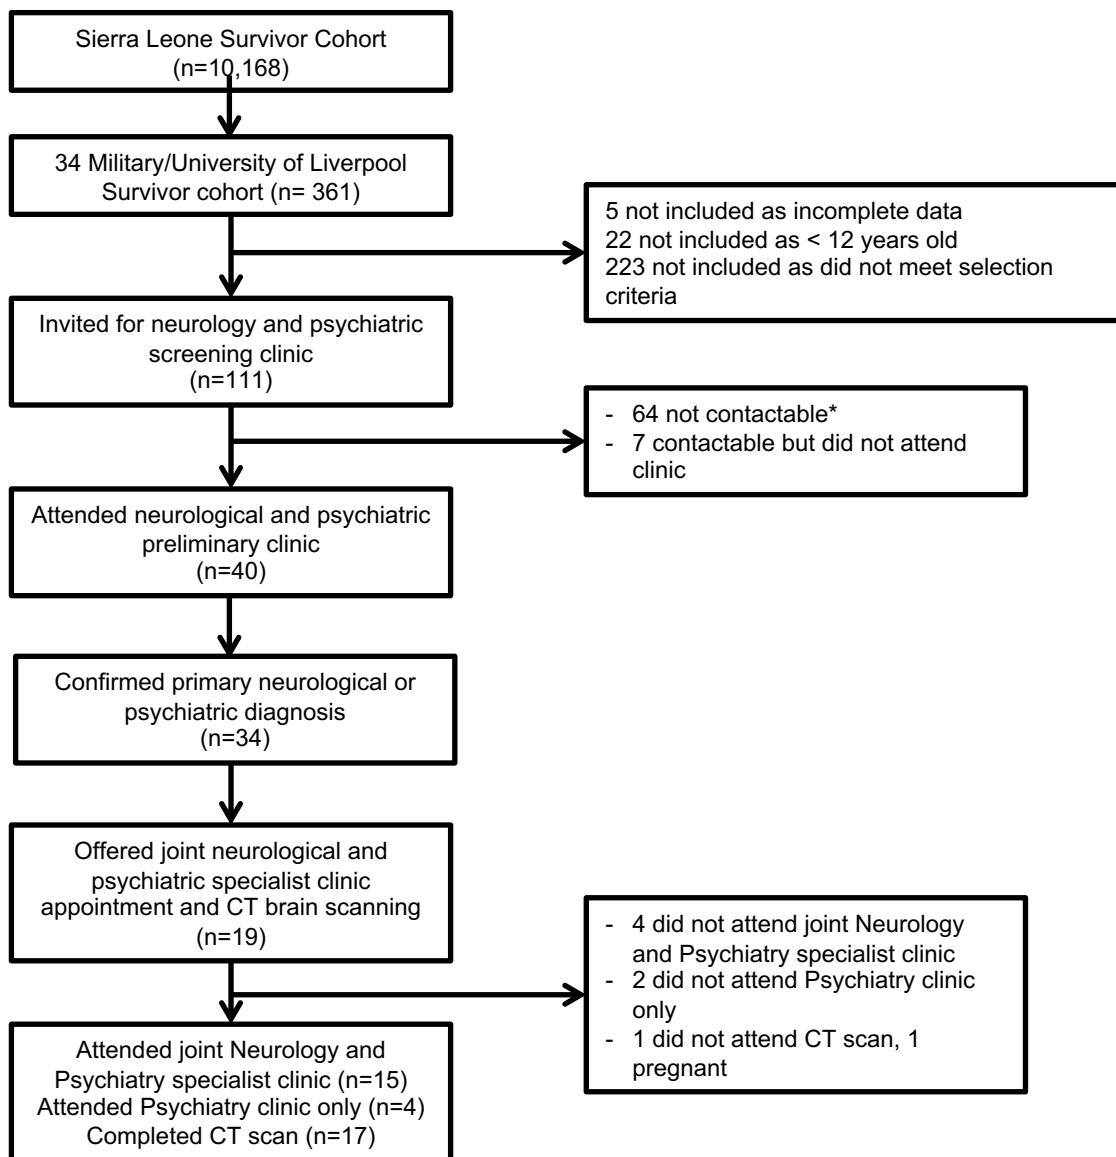 Sierra Leone Survivor Cohort
(n=10,168)
34 Military/University of Liverpool
Survivor cohort (n= 361)
5 not included as incomplete data
22 not included as < 12 years old
223 not included as did not meet selection
criteria
Invited for neurology and psychiatric
screening clinic
(n=111)
- 64 not contactable*
- 7 contactable but did not attend
clinic
Attended neurological and psychiatric
preliminary clinic
(n=40)
Confirmed primary neurological or
psychiatric diagnosis
(n=34)
Offered joint neurological and
psychiatric specialist clinic
appointment and CT brain scanning
(n=19)
- 4 did not attend joint Neurology
and Psychiatry specialist clinic
- 2 did not attend Psychiatry clinic
only
- 1 did not attend CT scan, 1
pregnant
Attended joint Neurology and
Psychiatry specialist clinic (n=15)
Attended Psychiatry clinic only (n=4)
Completed CT scan (n=17)